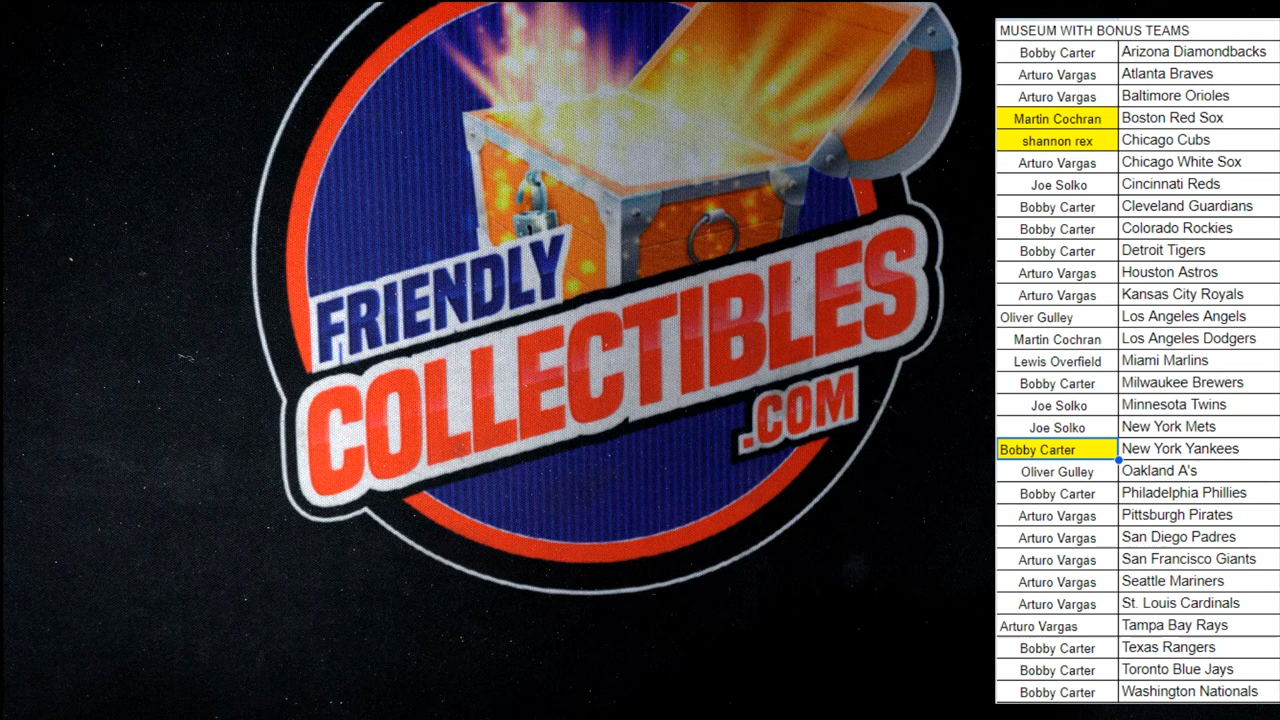 FRIENDLY
COLLECTIBLES
.COM
MUSEUM WITH BONUS TEAMS
Bobby Carter Arizona Diamondbacks
Arturo Vargas Atlanta Braves
Arturo Vargas Baltimore Orioles
Martin Cochran Boston Red Sox
shannon rex Chicago Cubs
Arturo Vargas Chicago White Sox
Joe Solko Cincinnati Reds
Bobby Carter Cleveland Guardians
Bobby Carter Colorado Rockies
Bobby Carter Detroit Tigers
Arturo Vargas Houston Astros
Arturo Vargas Kansas City Royals
Oliver Gulley Los Angeles Angels
Martin Cochran Los Angeles Dodgers
Lewis Overfield Miami Marlins
Bobby Carter Milwaukee Brewers
Joe Solko Minnesota Twins
Joe Solko New York Mets
Bobby Carter New York Yankees
Oliver Gulley Oakland A's
Bobby Carter Philadelphia Phillies
Arturo Vargas Pittsburgh Pirates
Arturo Vargas San Diego Padres
Arturo Vargas San Francisco Giants
Arturo Vargas Seattle Mariners
Arturo Vargas St. Louis Cardinals
Arturo Vargas Tampa Bay Rays
Bobby Carter Texas Rangers
Bobby Carter Toronto Blue Jays
Bobby Carter Washington Nationals